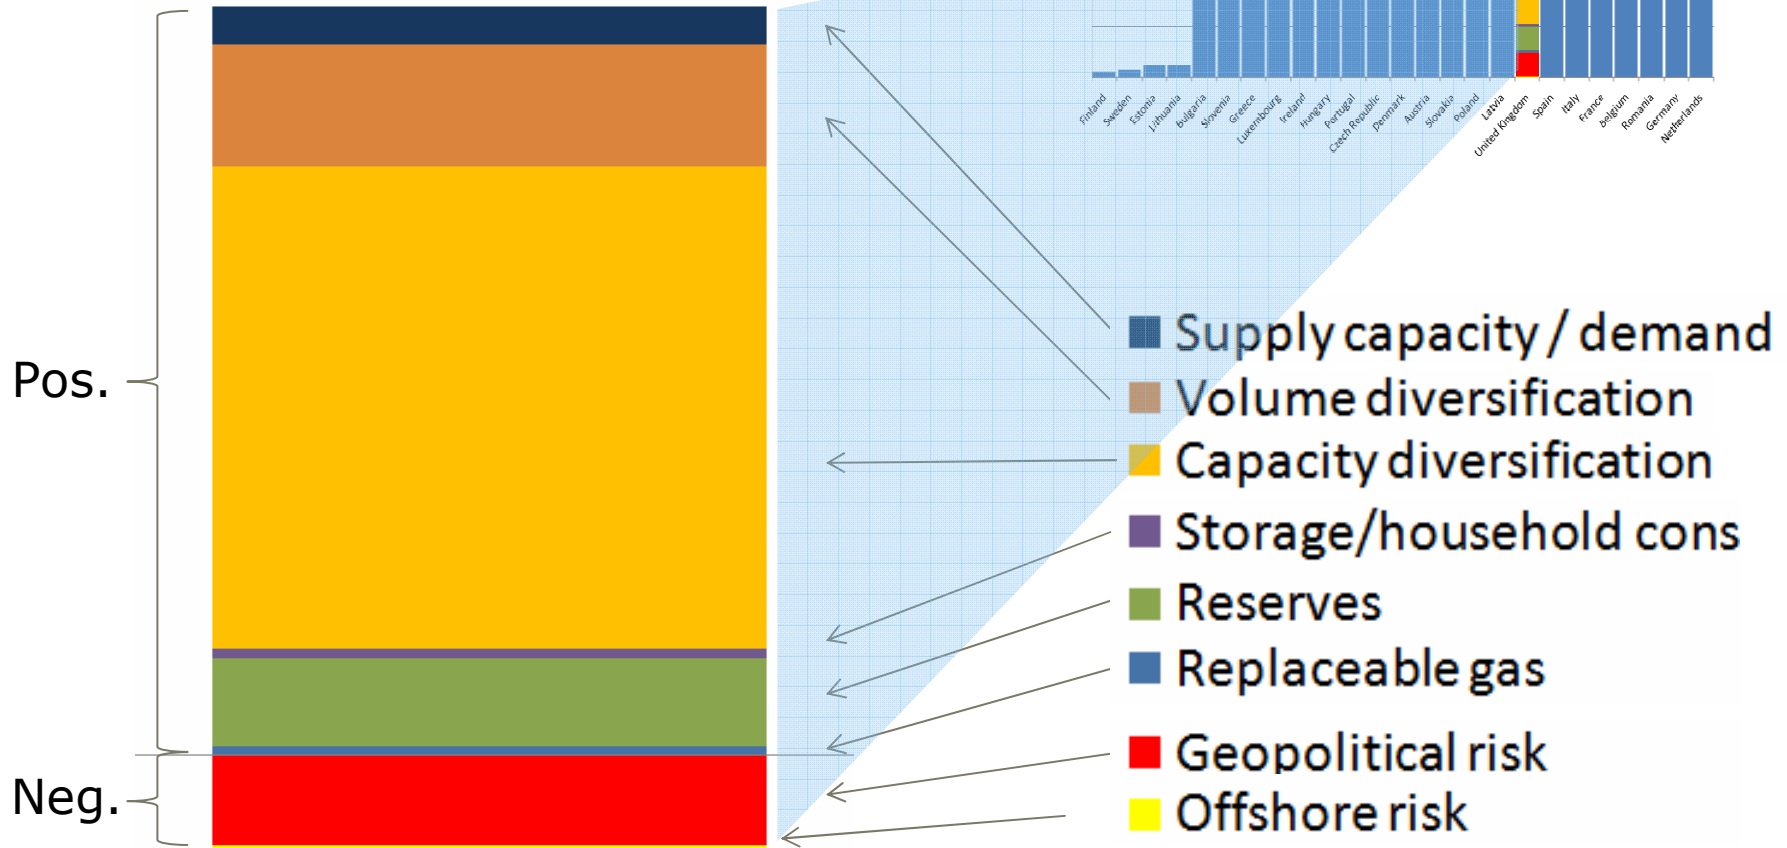 Finland
Sweden
Estonia
Lithuania
Bulgaria
Slovenia
Greece
Luxembourg
Ireland
Hungary
Portugal
Czech Republic
Denmark
Austria
Slovakia
Poland
Latvia
United Kingdom
Spain
Italy
France
Belgium
Romania
Germany
Netherlands
Supply capacity / demand
Pos.
Volume diversification
Capacity diversification
Storage/household cons
Reserves
Replaceable gas
Geopolitical risk
Neg.
Offshore risk